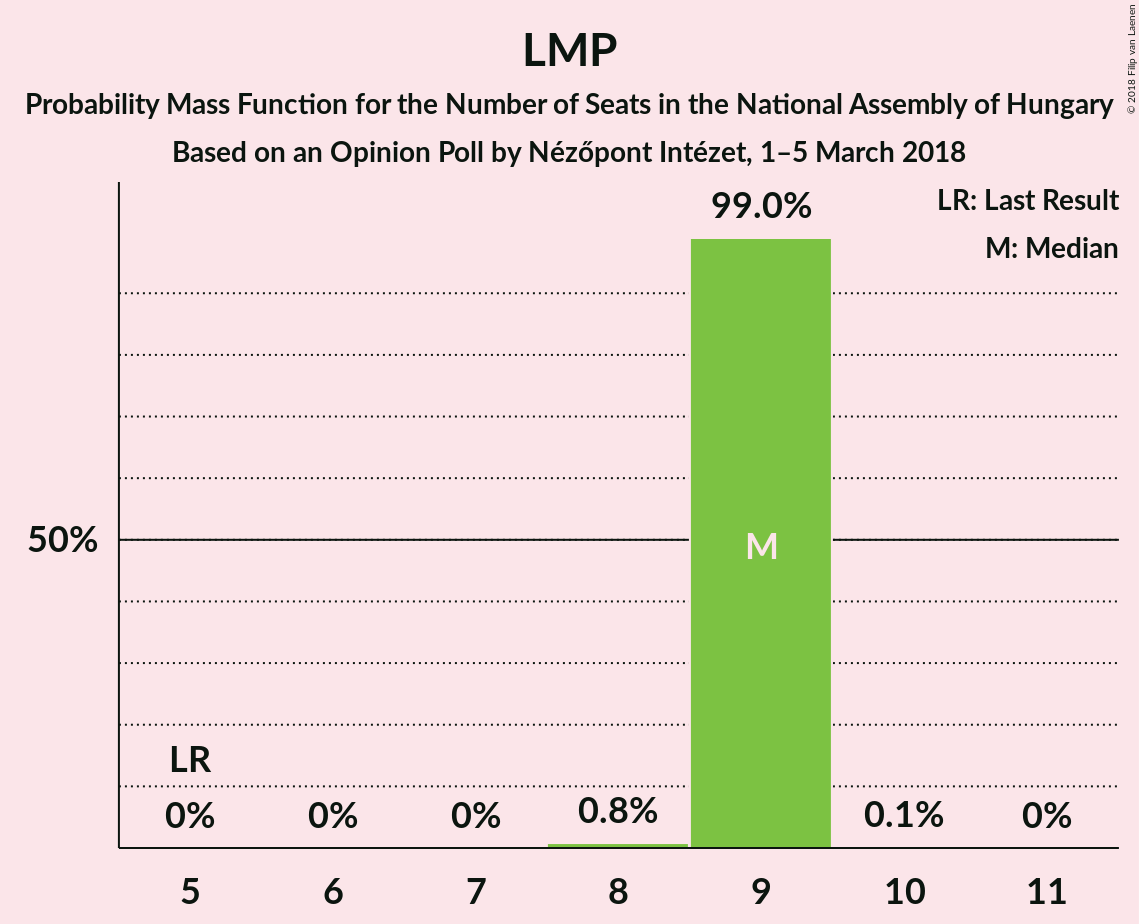 LMP
Probability Mass Function for the Number of Seats in the National Assembly of Hungary
Based on an Opinion Poll by Nézőpont Intézet, 1–5 March 2018
© 2018 Filip van Laenen
LR: Last Result
M: Median
99.0%
50%
M
LR
0% 0% 0% 0.8% 0.1% 0%
5 6 7 8 9 10 11